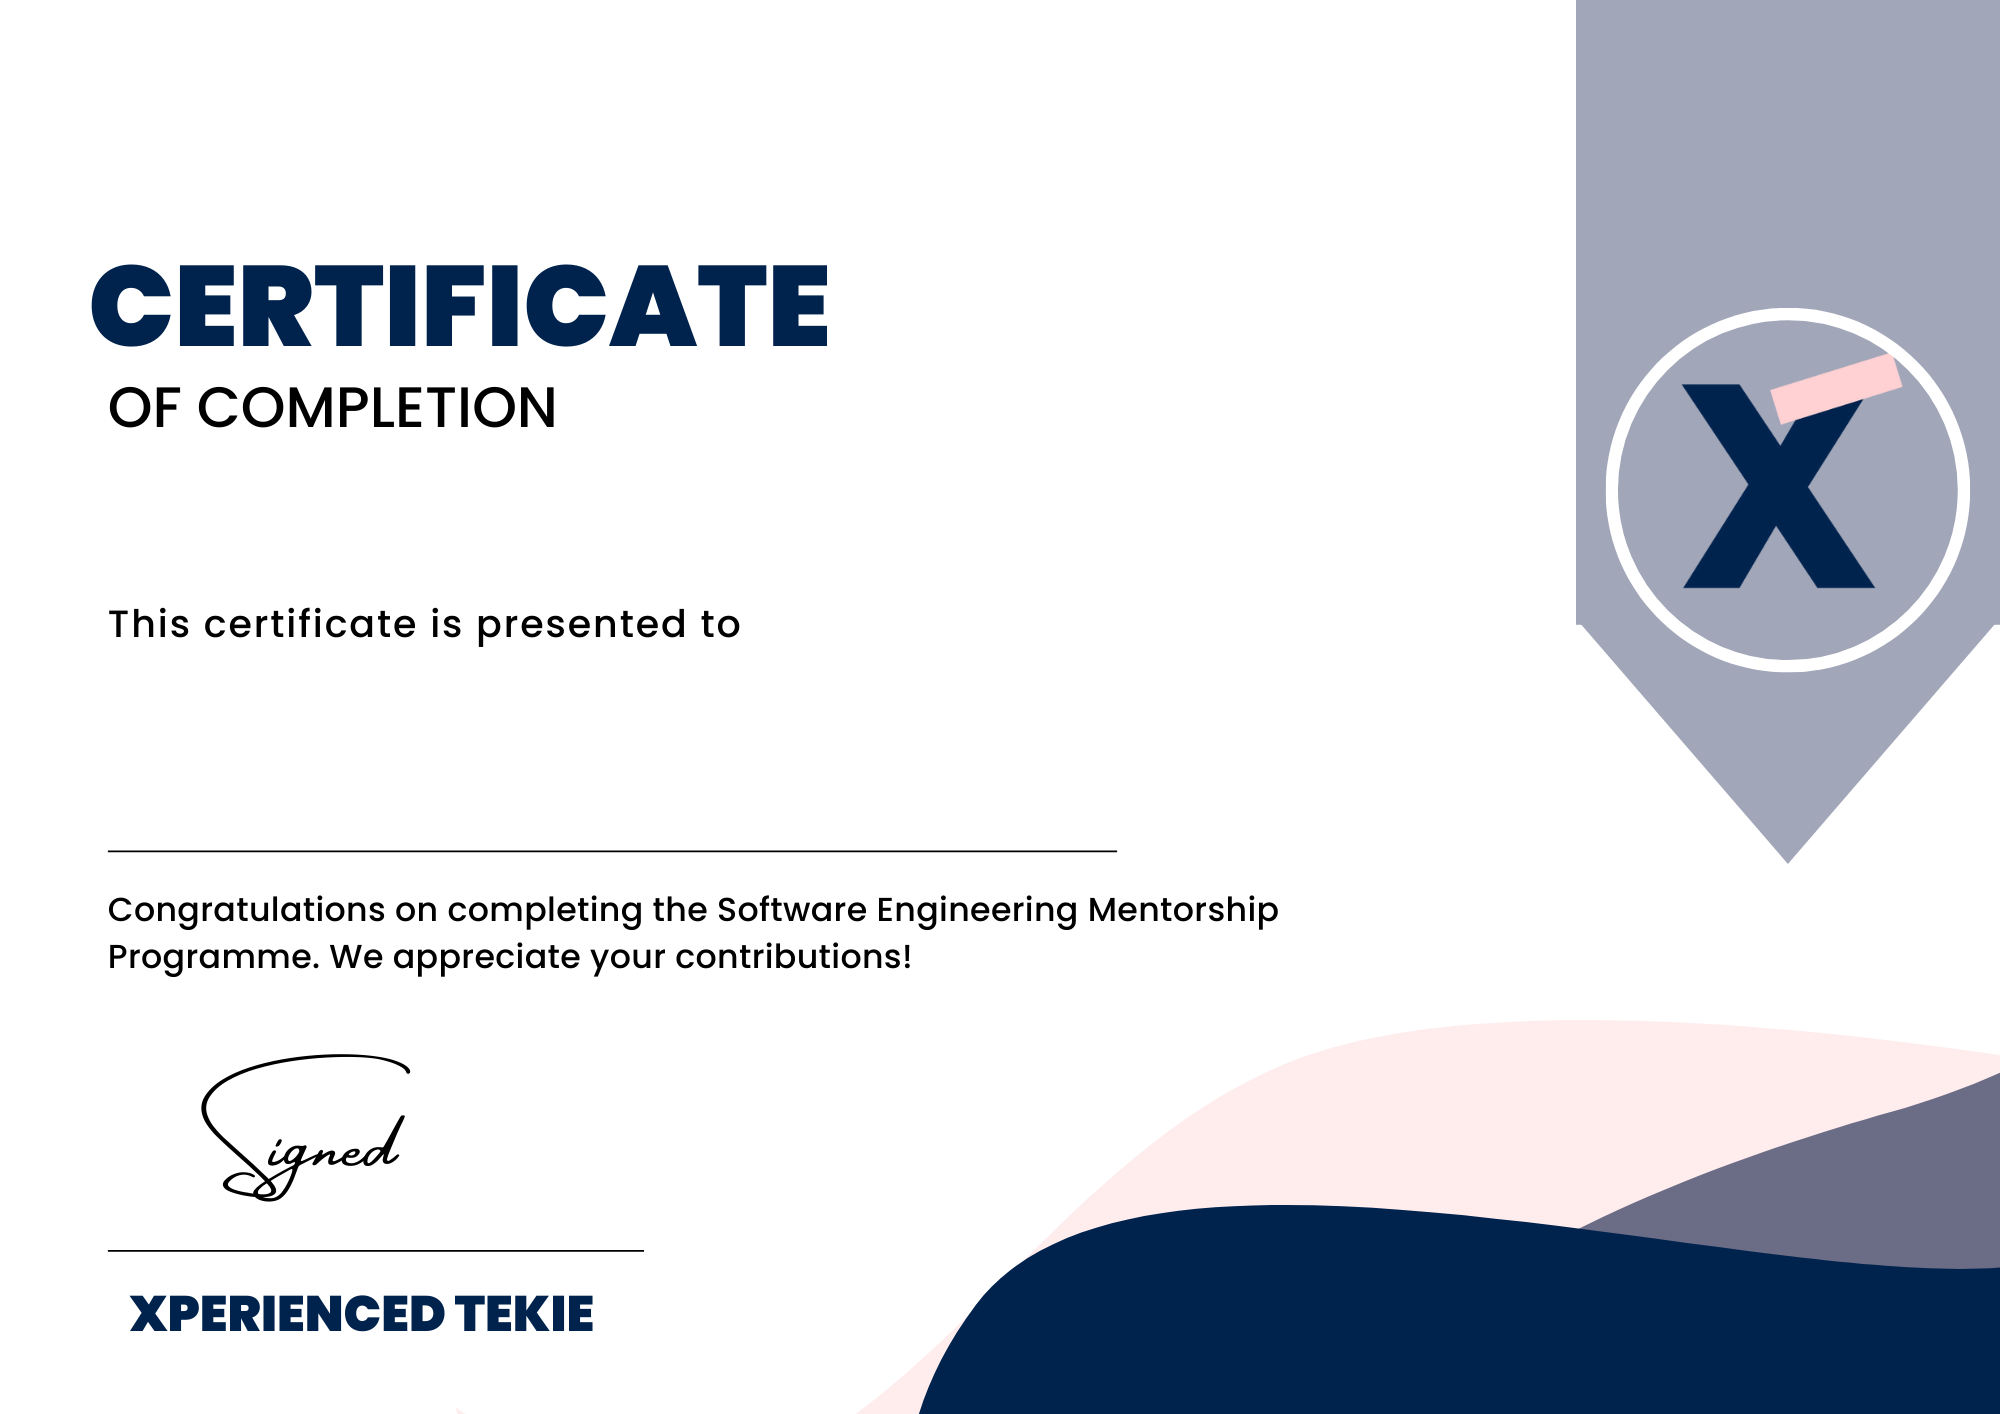 CERTIFICATE
OF COMPLETION
X
This certificate is presented to
Congratulations on completing the Software Engineering Mentorship
Programme. We appreciate your contributions!
Signed
XPERIENCED TEKIE